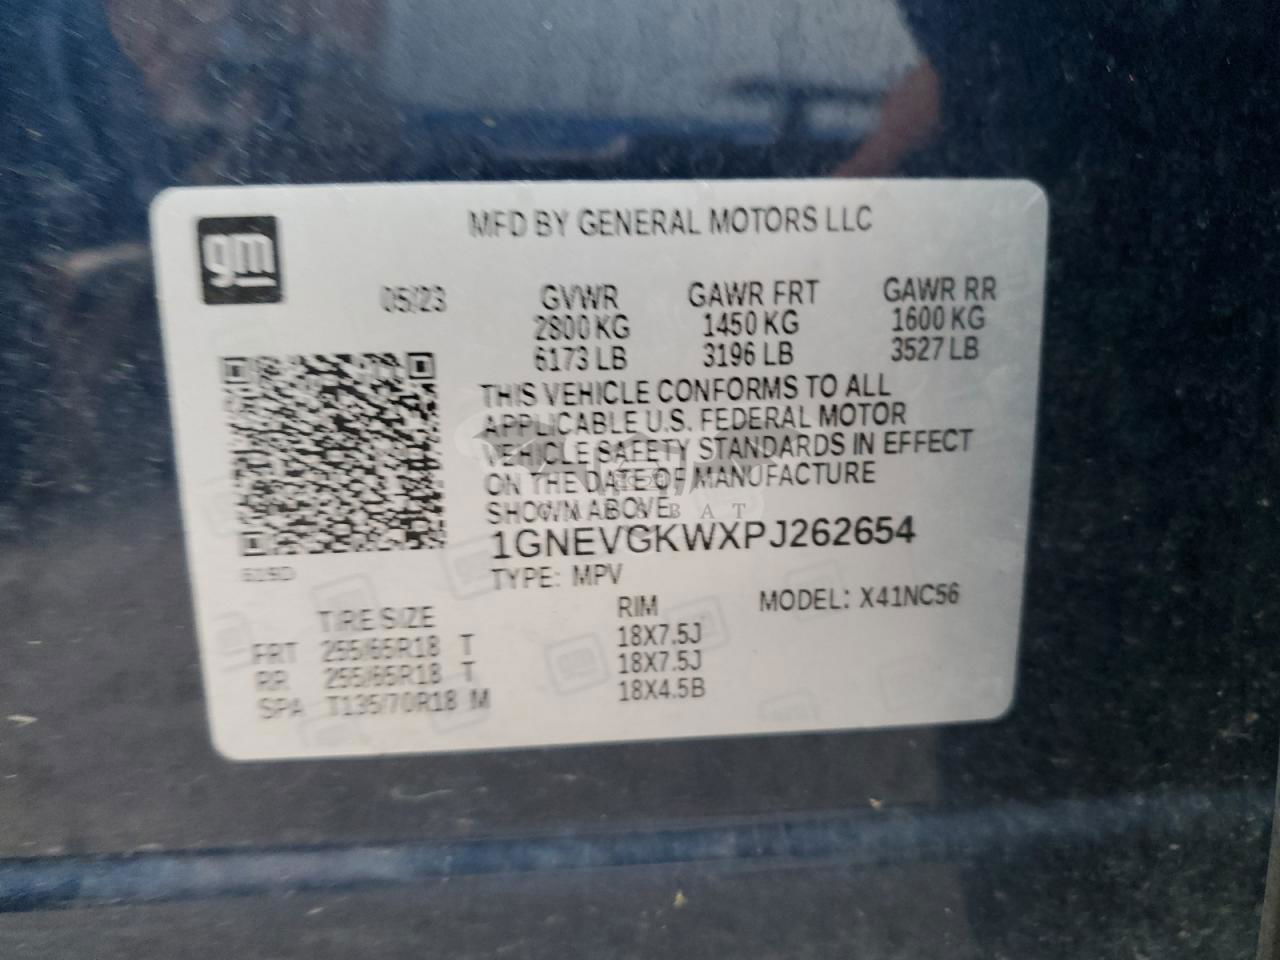 gm
MFD BY GENERAL MOTORS LLC
05/23 GVWR GAWR FRT GAWR RR
2800 KG 1450 KG 1600 KG
6173 LB 3196 LB 3527 LB
THIS VEHICLE CONFORMS TO ALL
APPLICABLE U.S. FEDERAL MOTOR
VEHICLE SAFETY STANDARDS IN EFFECT
ON THE DATE OF MANUFACTURE
SHOWN ABOVE.
1GNEVGKWXPJ262654
619D
TYPE: MPV
MODEL: X41NC56
TIRE SIZE RIM
FRT 255/65R18 T 18X7.5J
RR 255/65R18 T 18X7.5J
SPA T135/70R18 M 18X4.5B